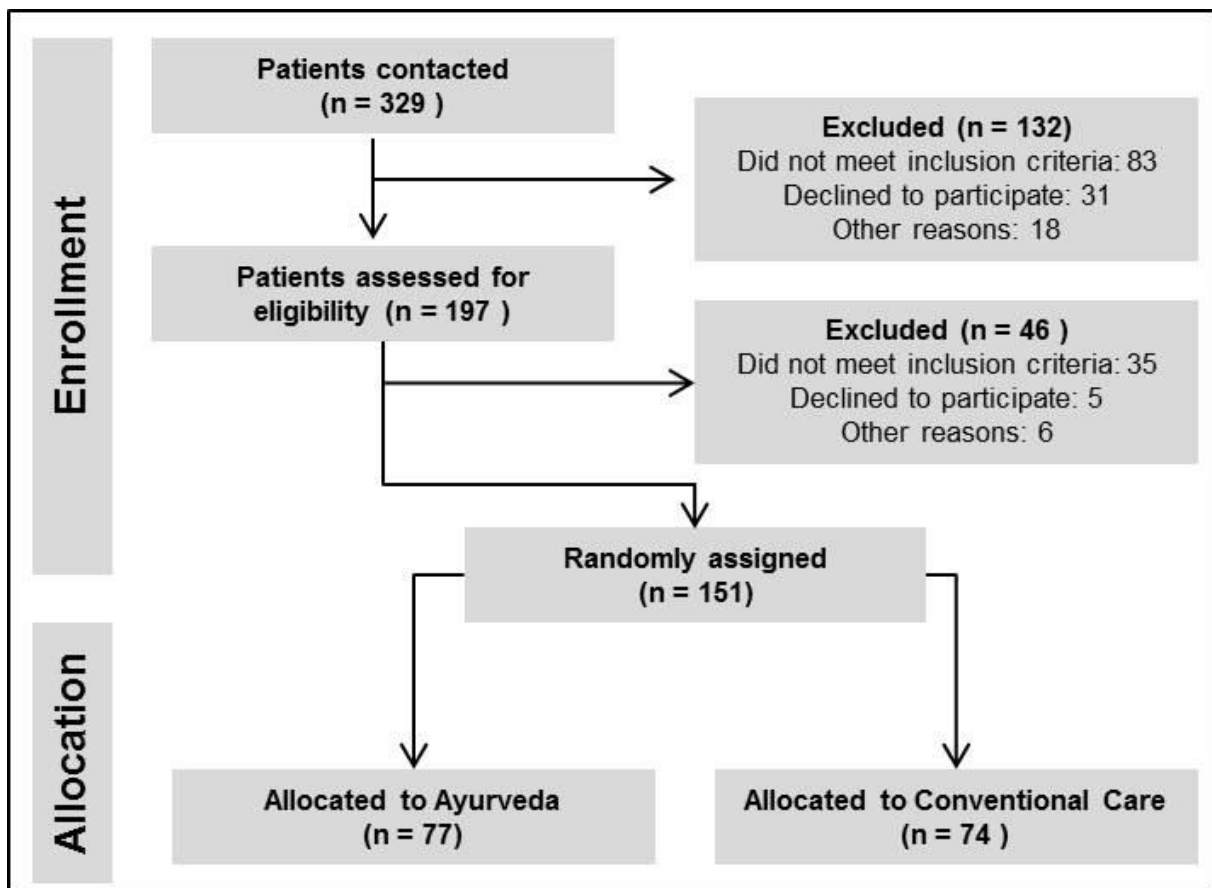 Enrollment
Patients contacted
(n = 329 )
Excluded (n = 132)
Did not meet inclusion criteria: 83
Declined to participate: 31
Other reasons: 18
Patients assessed for
eligibility (n = 197 )
Excluded (n = 46 )
Did not meet inclusion criteria: 35
Declined to participate: 5
Other reasons: 6
Randomly assigned
(n = 151)
Allocation
Allocated to Ayurveda
(n = 77)
Allocated to Conventional Care
(n = 74 )